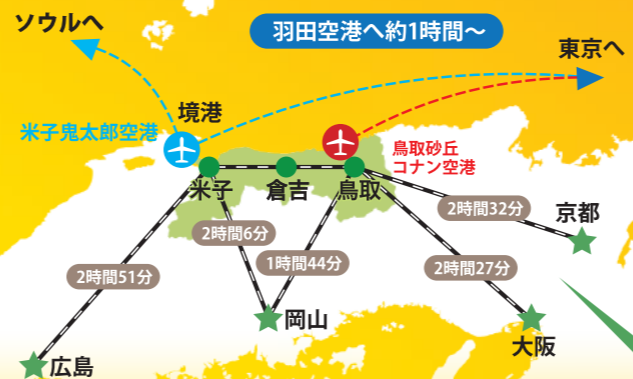 ソウルへ
羽田空港へ約1時間～
東京へ
境港
米子鬼太郎空港
鳥取砂丘
コナン空港
米子
倉吉
鳥取
2時間32分
京都
2時間6分
1時間44分
2時間51分
2時間27分
岡山
大阪
広島